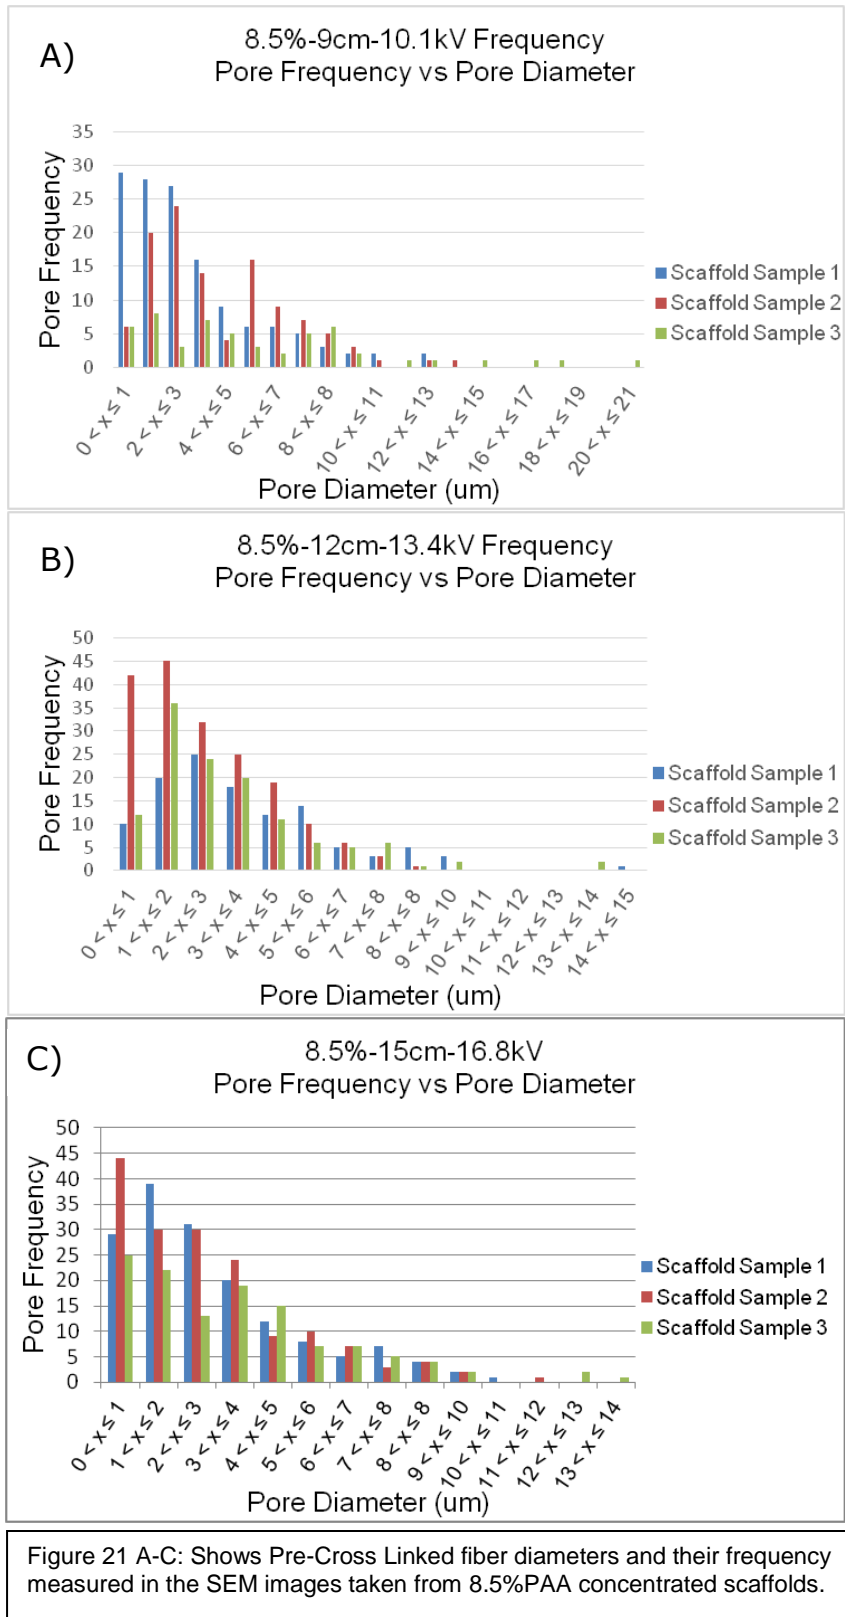 A)
8.5%-9cm-10.1kV Frequency
Pore Frequency vs Pore Diameter
Pore Frequency
35
30
25
20
15
10
5
0
0 < x ≤ 1
2 < x ≤ 3
4 < x ≤ 5
6 < x ≤ 7
8 < x ≤ 8
10 < x ≤ 11
12 < x ≤ 13
14 < x ≤ 15
16 < x ≤ 17
18 < x ≤ 19
20 < x ≤ 21
Pore Diameter (um)
Scaffold Sample 1
Scaffold Sample 2
Scaffold Sample 3
B)
8.5%-12cm-13.4kV Frequency
Pore Frequency vs Pore Diameter
Pore Frequency
50
45
40
35
30
25
20
15
10
5
0
0 < x ≤ 1
1 < x ≤ 2
2 < x ≤ 3
3 < x ≤ 4
4 < x ≤ 5
5 < x ≤ 6
6 < x ≤ 7
7 < x ≤ 8
8 < x ≤ 8
9 < x ≤ 10
10 < x ≤ 11
11 < x ≤ 12
12 < x ≤ 13
13 < x ≤ 14
14 < x ≤ 15
Pore Diameter (um)
Scaffold Sample 1
Scaffold Sample 2
Scaffold Sample 3
C)
8.5%-15cm-16.8kV
Pore Frequency vs Pore Diameter
Pore Frequency
50
45
40
35
30
25
20
15
10
5
0
0 < x ≤ 1
1 < x ≤ 2
2 < x ≤ 3
3 < x ≤ 4
4 < x ≤ 5
5 < x ≤ 6
6 < x ≤ 7
7 < x ≤ 8
8 < x ≤ 8
9 < x ≤ 10
10 < x ≤ 11
11 < x ≤ 12
12 < x ≤ 13
13 < x ≤ 14
Pore Diameter (um)
Scaffold Sample 1
Scaffold Sample 2
Scaffold Sample 3
Figure 21 A-C: Shows Pre-Cross Linked fiber diameters and their frequency
measured in the SEM images taken from 8.5%PAA concentrated scaffolds.